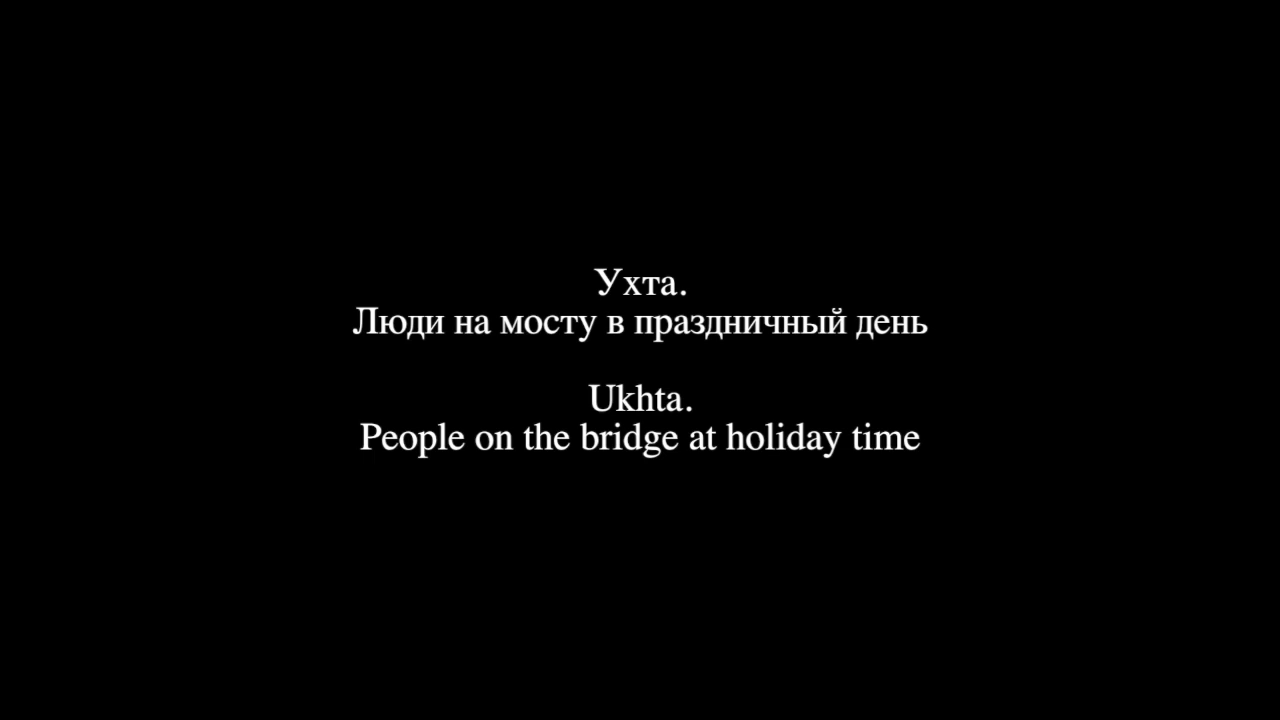 Ухта.
Люди на мосту в праздничный день
Ukhta.
People on the bridge at holiday time